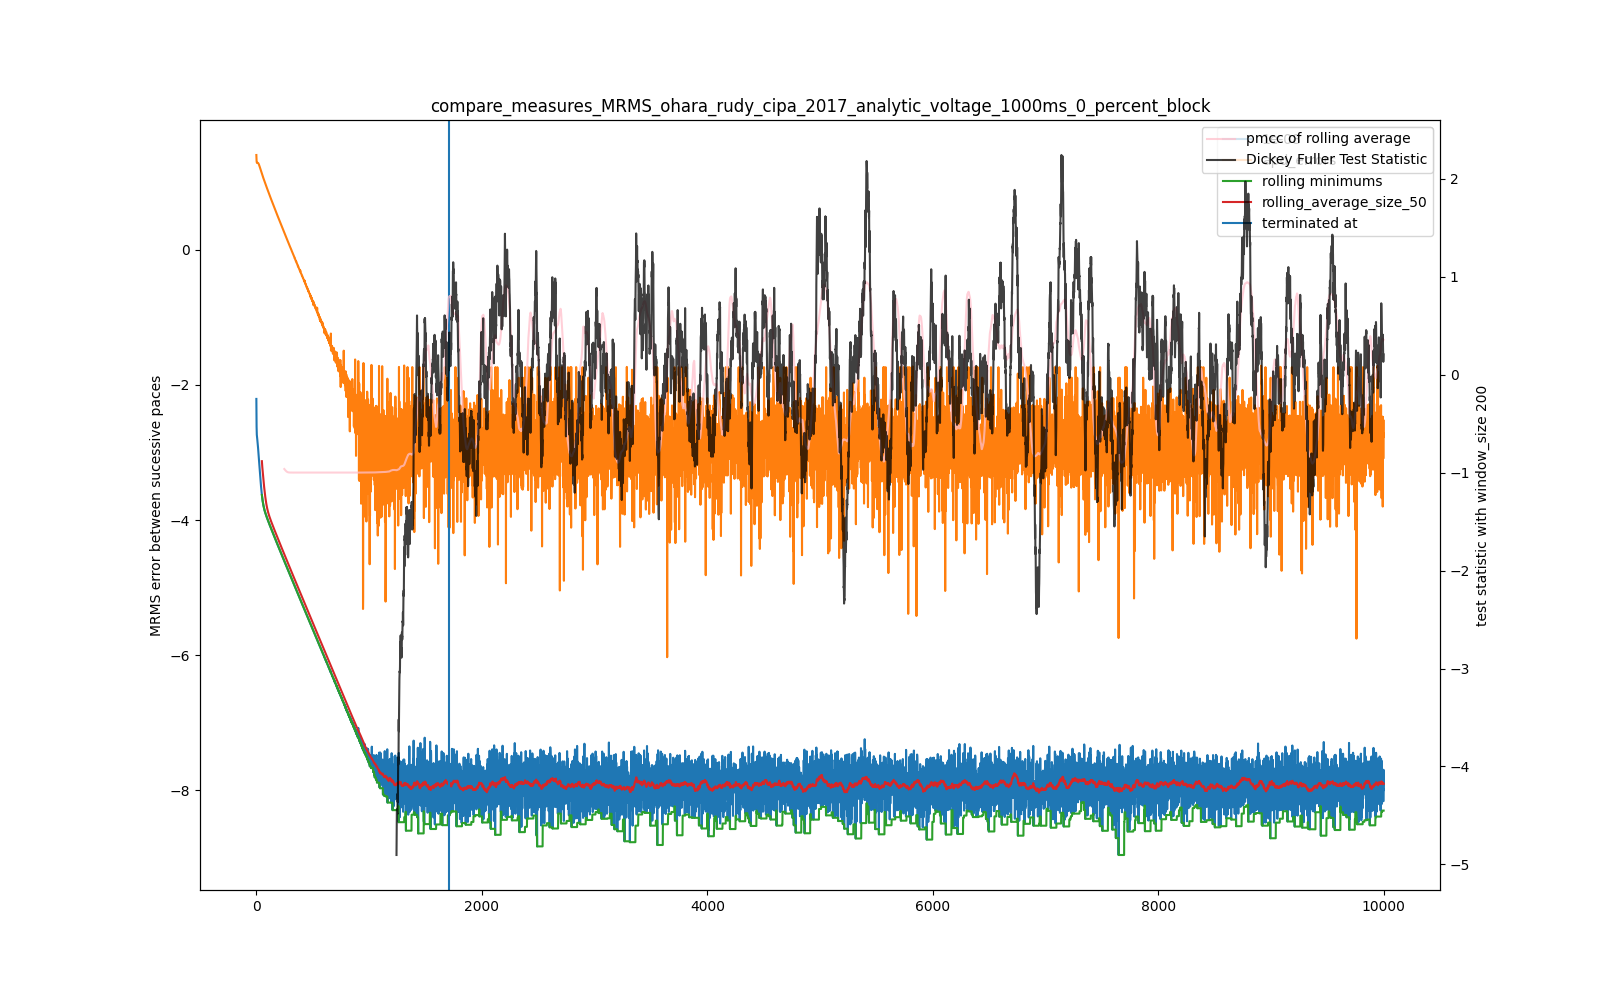 compare_measures_MRMS_ohara_rudy_cipa_2017_analytic_voltage_1000ms_0_percent_block
pmcc of rolling average
Dickey Fuller Test Statistic
rolling minimums
rolling_average_size_50
terminated at
MRMS error between sucessive paces
0
−2
−4
−6
−8
test statistic with window_size 200
2
1
0
−1
−2
−3
−4
−5
0
2000
4000
6000
8000
10000